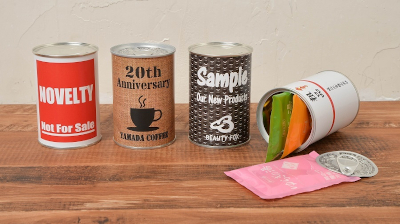 NOVELTY
Not For Sale
20th
Anniversary
YAMADA COFFEE
Sample
Our New Products
BEAUTY FOX